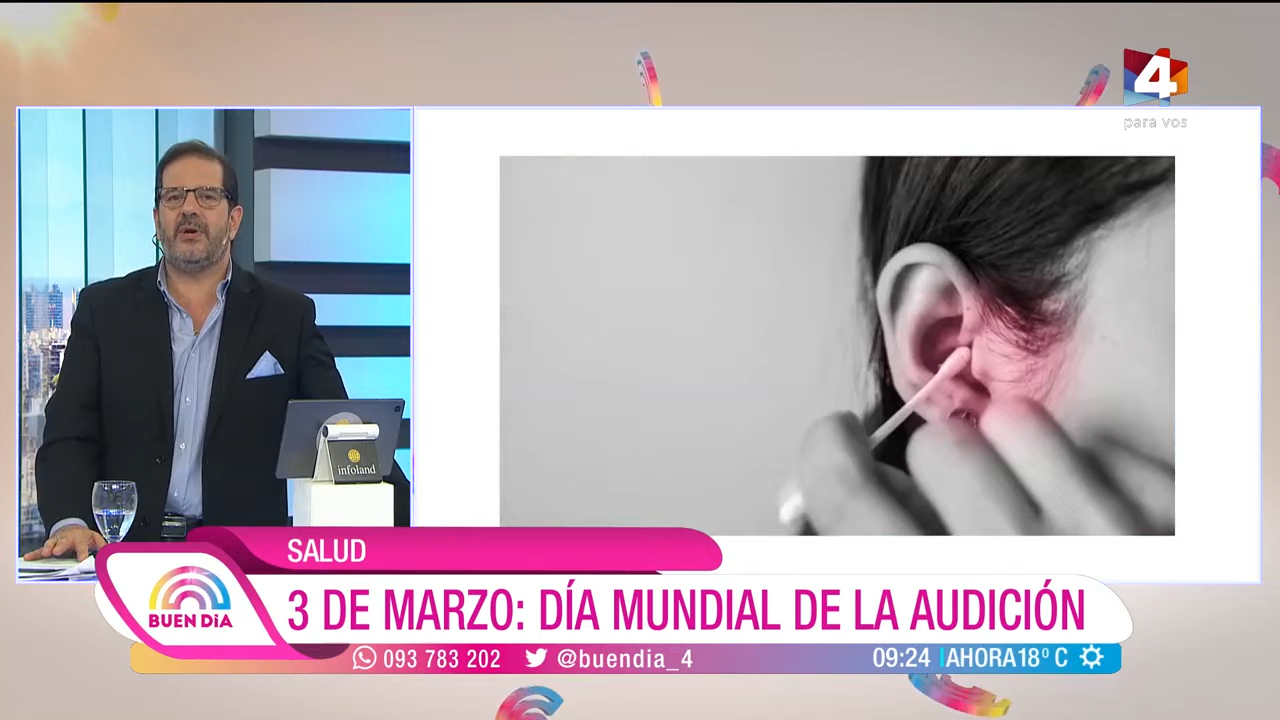 4
para vos
infoland
SALUD
BUEN DíA
3 DE MARZO: DÍA MUNDIAL DE LA AUDICIÓN
093 783 202 @buendia_4 09:24 AHORA 18º C